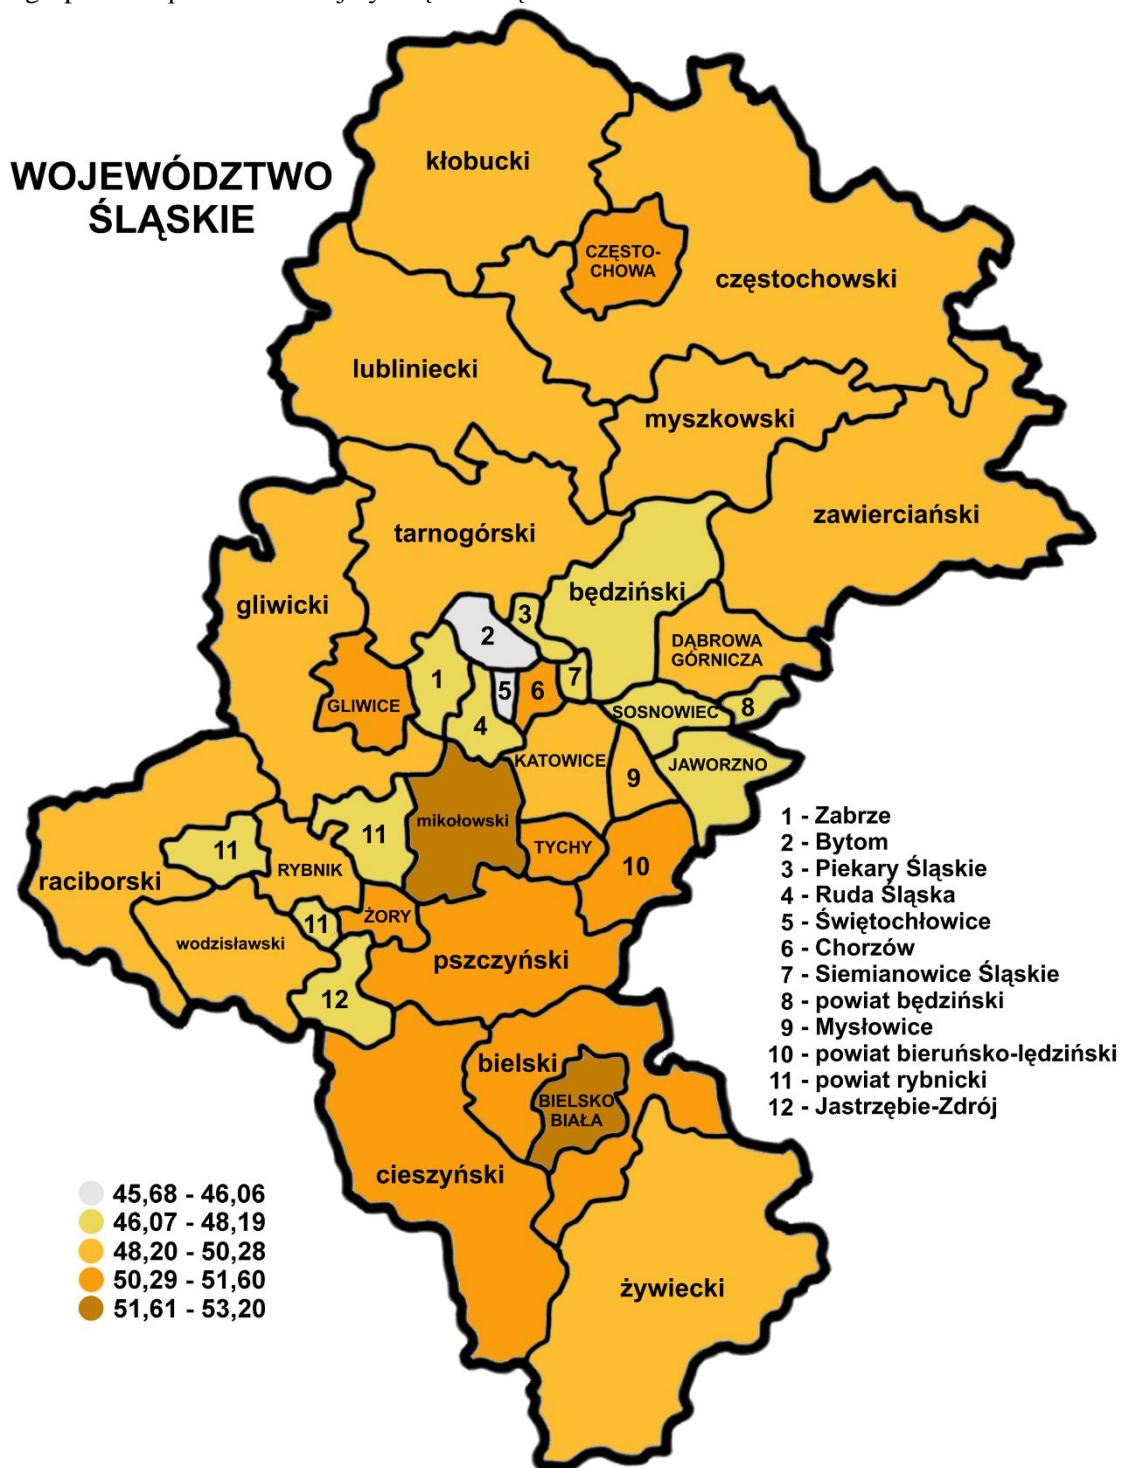 WOJEWÓDZTWO
ŚLĄSKIE
kłobucki
CZĘSTO-
CHOWA
częstochowski
lubliniecki
myszkowski
zawierciański
tarnogórski
będziński
gliwicki
3
2
DĄBROWA
GÓRNICZA
1
7
5
6
GLIWICE
8
SOSNOWIEC
4
KATOWICE
JAWORZNO
9
mikołowski
11
TYCHY
11
10
RYBNIK
raciborski
ŻORY
11
wodzisławski
pszczyński
12
bielski
BIELSKO
BIAŁA
cieszyński
żywiecki
1 - Zabrze
2 - Bytom
3 - Piekary Śląskie
4 - Ruda Śląska
5 - Świętochłowice
6 - Chorzów
7 - Siemianowice Śląskie
8 - powiat będziński
9 - Mysłowice
10 - powiat bieruńsko-lędziński
11 - powiat rybnicki
12 - Jastrzębie-Zdrój
45,68 - 46,06
46,07 - 48,19
48,20 - 50,28
50,29 - 51,60
51,61 - 53,20